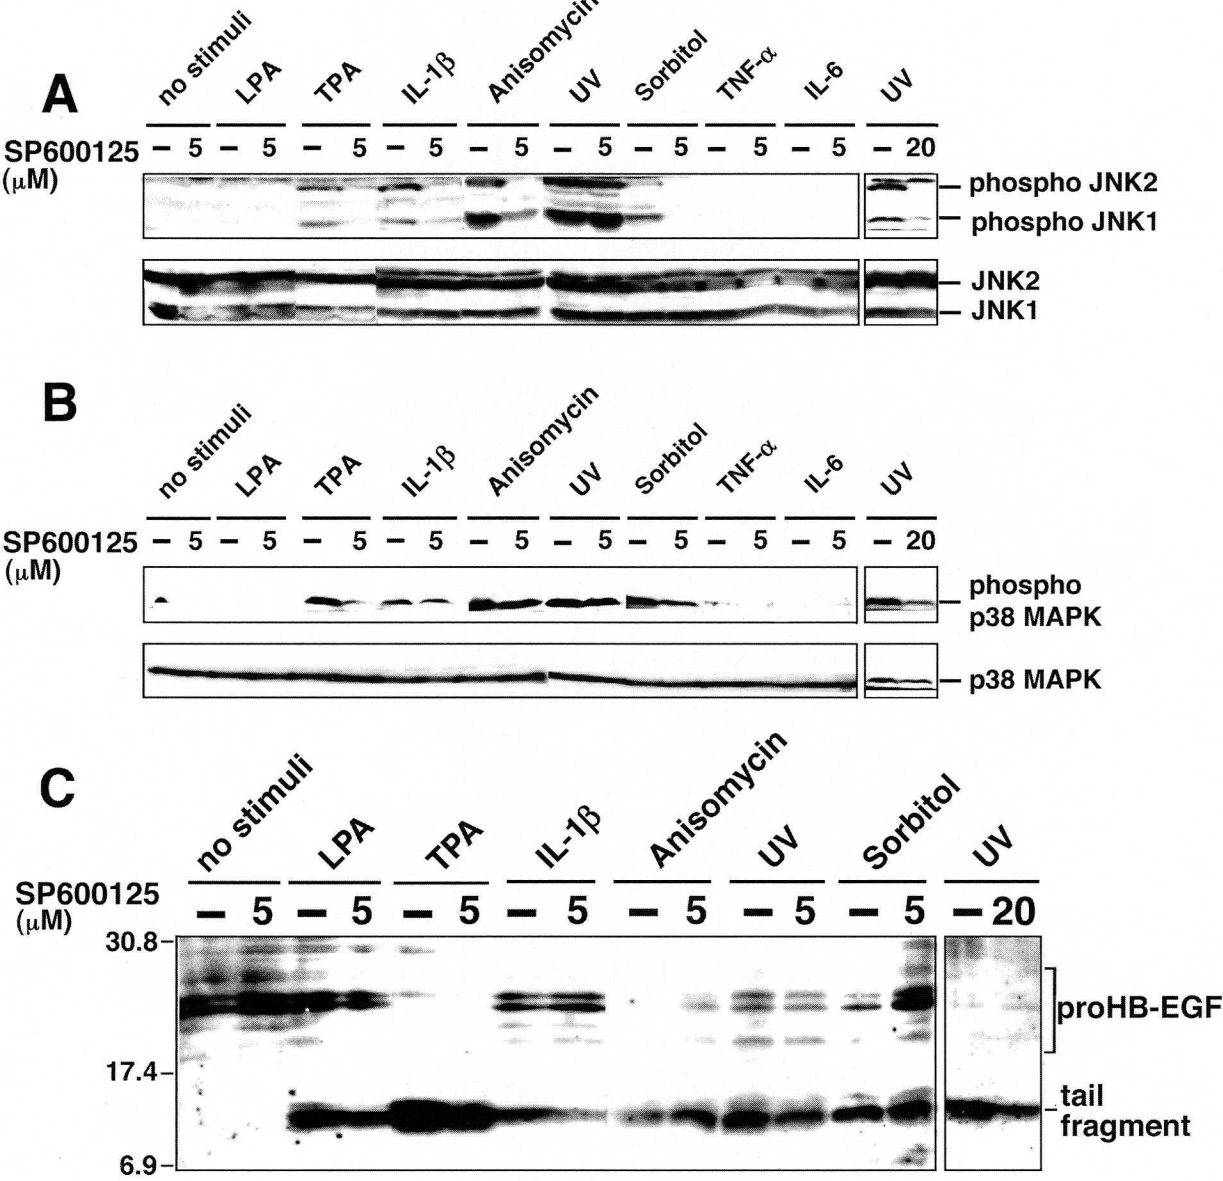 A
no stimuli LPA TPA IL-1β Anisomycin UV Sorbitol TNF-α IL-6 UV
SP600125 – 5 – 5 – 5 – 5 – 5 – 5 – 5 – 5 – 5 – 20
(μM)
phospho JNK2
phospho JNK1
JNK2
JNK1
B
no stimuli LPA TPA IL-1β Anisomycin UV Sorbitol TNF-α IL-6 UV
SP600125 – 5 – 5 – 5 – 5 – 5 – 5 – 5 – 5 – 5 – 20
(μM)
phospho
p38 MAPK
p38 MAPK
C
no stimuli LPA TPA IL-1β Anisomycin UV Sorbitol UV
SP600125 – 5 – 5 – 5 – 5 – 5 – 5 – 5 – 20
(μM)
30.8
proHB-EGF
17.4
tail
fragment
6.9